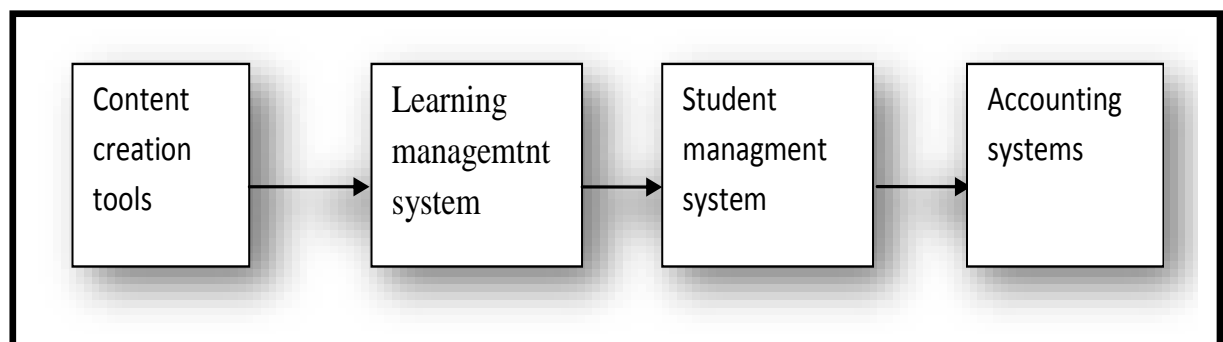 Content
creation
tools
Learning
managemtnt
system
Student
managment
system
Accounting
systems